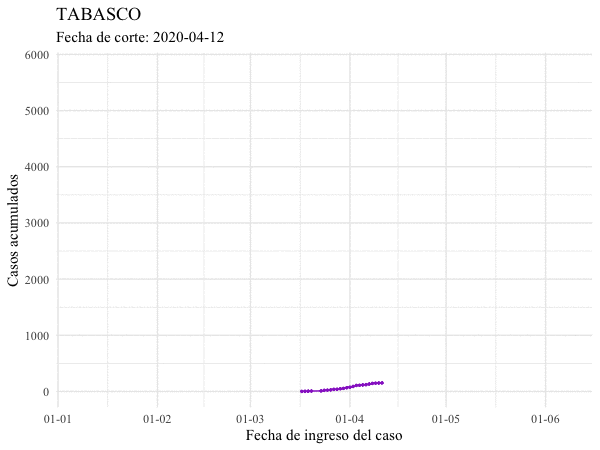 TABASCO
Fecha de corte: 2020-04-12
6000
5000
4000
3000
2000
1000
0
Casos acumulados
01-01 01-02 01-03 01-04 01-05 01-06
Fecha de ingreso del caso